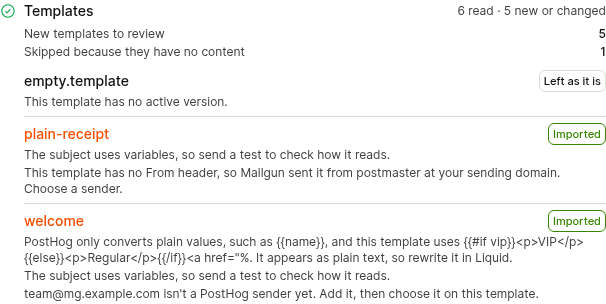 Templates
6 read · 5 new or changed
New templates to review
5
Skipped because they have no content
1
empty.template
Left as it is
This template has no active version.
plain-receipt
Imported
The subject uses variables, so send a test to check how it reads.
This template has no From header, so Mailgun sent it from postmaster at your sending domain.
Choose a sender.
welcome
Imported
PostHog only converts plain values, such as {{name}}, and this template uses {{#if vip}}<p>VIP</p>
{{else}}<p>Regular</p>{{/if}}<a href="%. It appears as plain text, so rewrite it in Liquid.
The subject uses variables, so send a test to check how it reads.
team@mg.example.com isn't a PostHog sender yet. Add it, then choose it on this template.